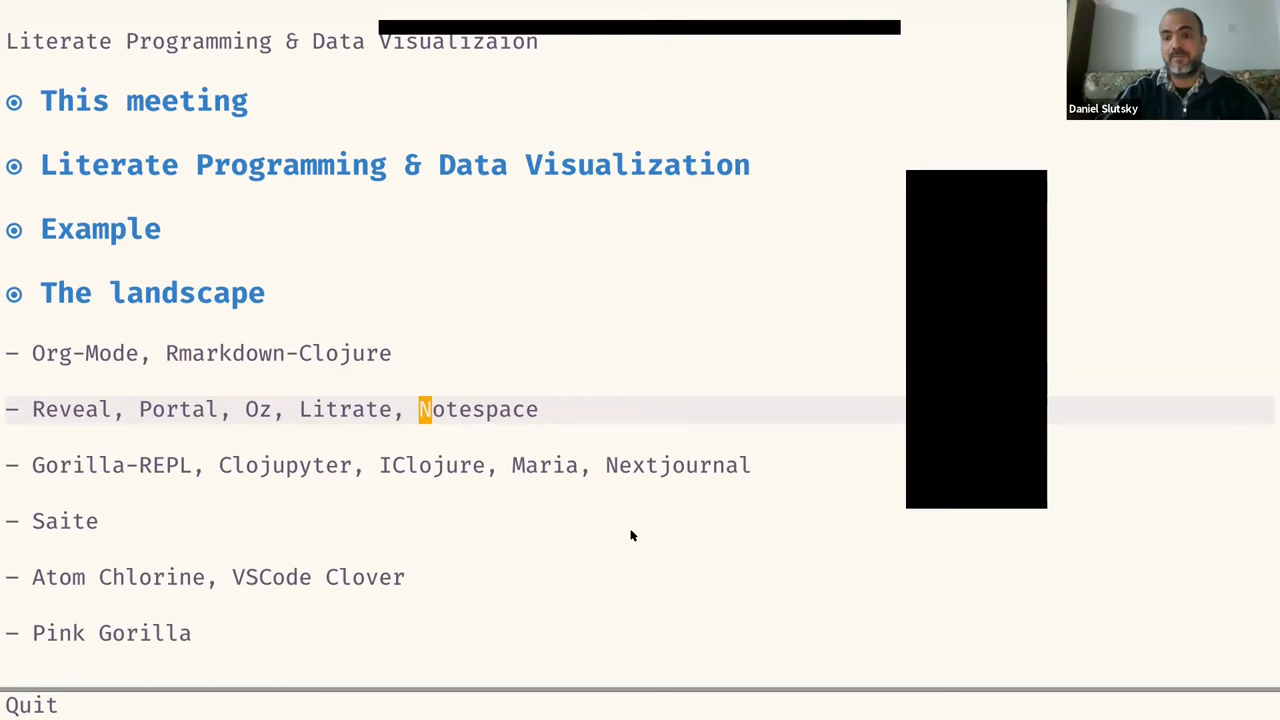 Literate Programming & Data Visualizaion
Daniel Slutsky
⊙ This meeting
⊙ Literate Programming & Data Visualization
⊙ Example
⊙ The landscape
– Org-Mode, Rmarkdown-Clojure
– Reveal, Portal, Oz, Litrate, Notespace
– Gorilla-REPL, Clojupyter, IClojure, Maria, Nextjournal
– Saite
– Atom Chlorine, VSCode Clover
– Pink Gorilla
Quit